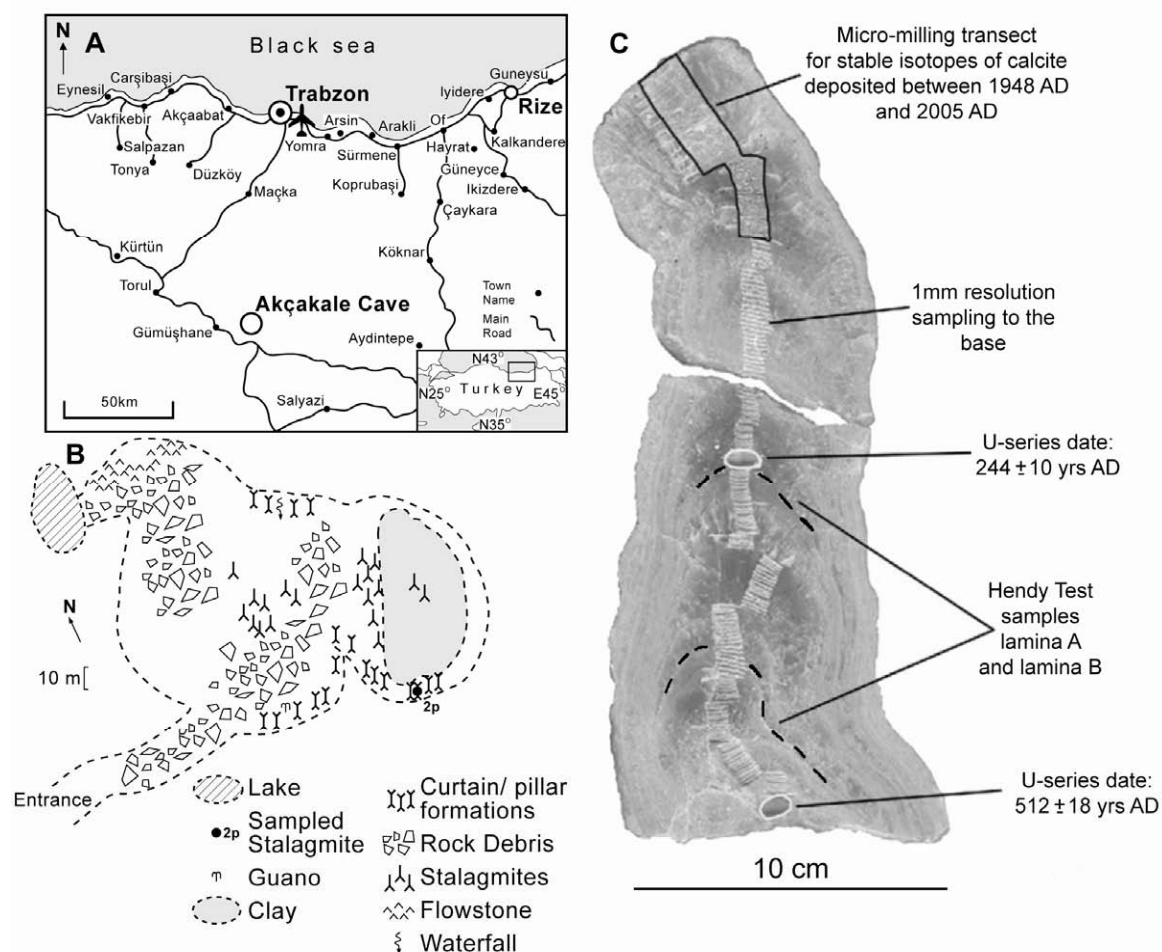 A
N
Black sea
Eynesil
Carşibaşi
Vakfikebir
Akçaabat
Trabzon
Salpazan
Tonya
Düzköy
Maçka
Yomra
Arsin
Arakli
Sürmene
Koprubaşi
Of
Iyidere
Guneysu
Rize
Hayrat
Kalkandere
Güneyce
Ikizdere
Çaykara
Kürtün
Torul
Köknar
Akçakale Cave
Gümüşhane
Aydintepe
Salyazi
Town
Name
Main
Road
50km
N43°
N25°
Turkey
E45°
N35°
B
N
10 m
2p
Entrance
Lake
2p Sampled
Stalagmite
Guano
Clay
Curtain/ pillar
formations
Rock Debris
Stalagmites
Flowstone
Waterfall
C
Micro-milling transect
for stable isotopes of calcite
deposited between 1948 AD
and 2005 AD
1mm resolution
sampling to the
base
U-series date:
244 ± 10 yrs AD
Hendy Test
samples
lamina A
and lamina B
U-series date:
512 ± 18 yrs AD
10 cm